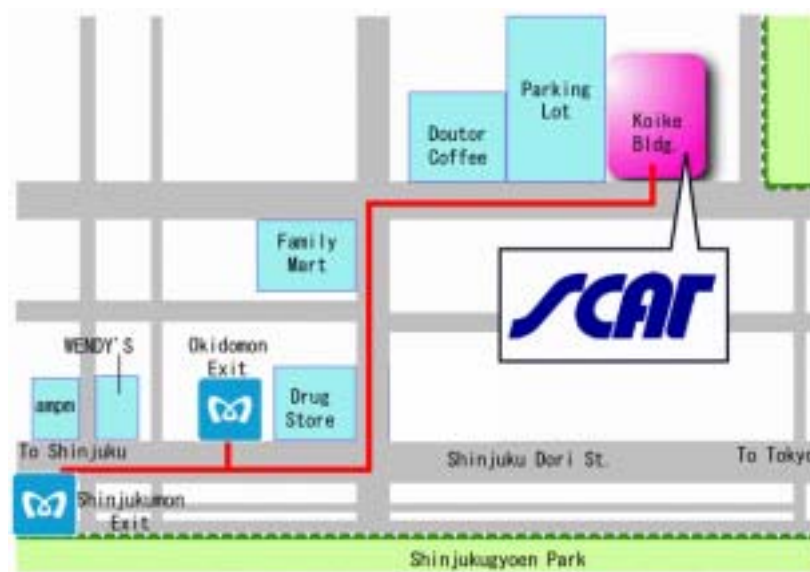 Parking
Lot
Koike
Bldg.
Doutor
Coffee
Family
Mart
SCAT
WENDY'S
Okidomon
Exit
ampm
Drug
Store
To Shinjuku
Shinjuku Dori St.
To Tokyo
Shinjukumon
Exit
Shinjukugyoen Park